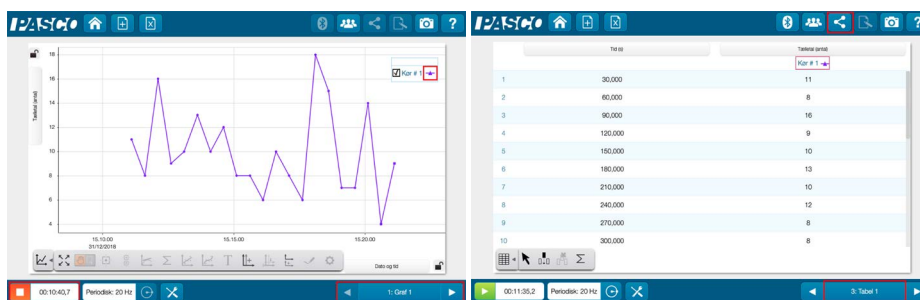 PASCO
?
18
16
14
12
10
8
6
4
Tælletal (antal)
Kør # 1
15.10.00
31/12/2018
15.15.00
15.20.00
Dato og tid
00:10:40,7
Periodisk: 20 Hz
1: Graf 1
PASCO
?
Tid (s)
Tælletal (antal)
Kør # 1
1 30,000 11
2 60,000 8
3 90,000 16
4 120,000 9
5 150,000 10
6 180,000 13
7 210,000 10
8 240,000 12
9 270,000 8
10 300,000 8
00:11:35,2
Periodisk: 20 Hz
3: Tabel 1